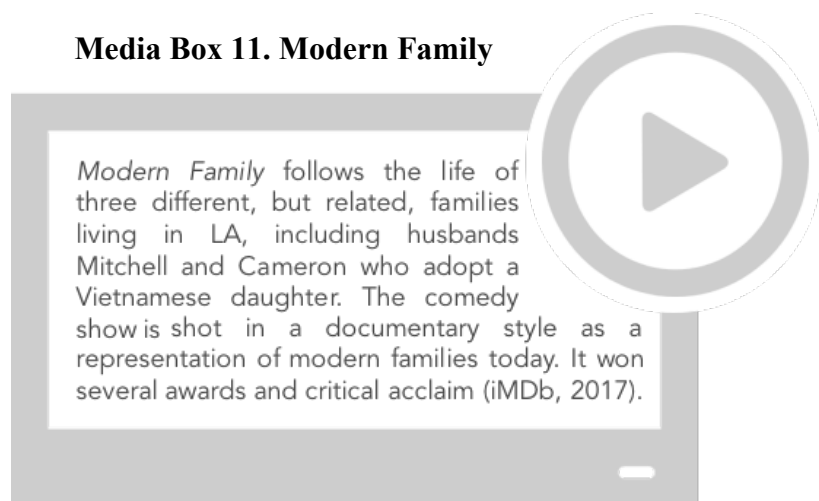 Media Box 11. Modern Family
Modern Family follows the life of
three different, but related, families
living in LA, including husbands
Mitchell and Cameron who adopt a
Vietnamese daughter. The comedy
show is shot in a documentary style as a
representation of modern families today. It won
several awards and critical acclaim (iMDb, 2017).